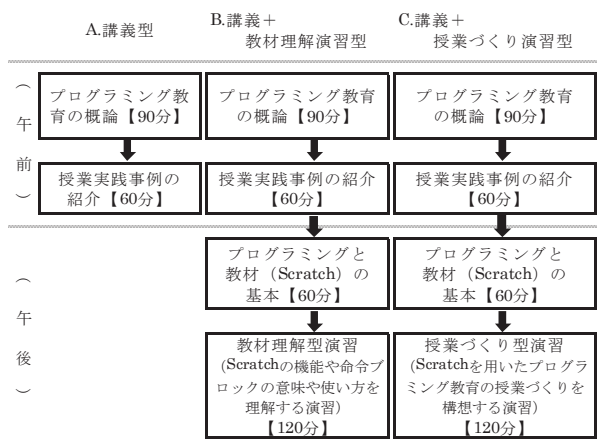 A.講義型
B.講義+
教材理解演習型
C.講義+
授業づくり演習型
(午前)
プログラミング教
育の概論【90分】
プログラミング教育
の概論【90分】
プログラミング教育
の概論【90分】
授業実践事例の
紹介【60分】
授業実践事例の紹介
【60分】
授業実践事例の紹介
【60分】
(午後)
プログラミングと
教材(Scratch)の
基本【60分】
プログラミングと
教材(Scratch)の
基本【60分】
教材理解型演習
(Scratchの機能や命令ブ
ロックの意味や使い方を
理解する演習)
【120分】
授業づくり型演習
(Scratchを用いたプログラ
ミング教育の授業づくりを
構想する演習)
【120分】